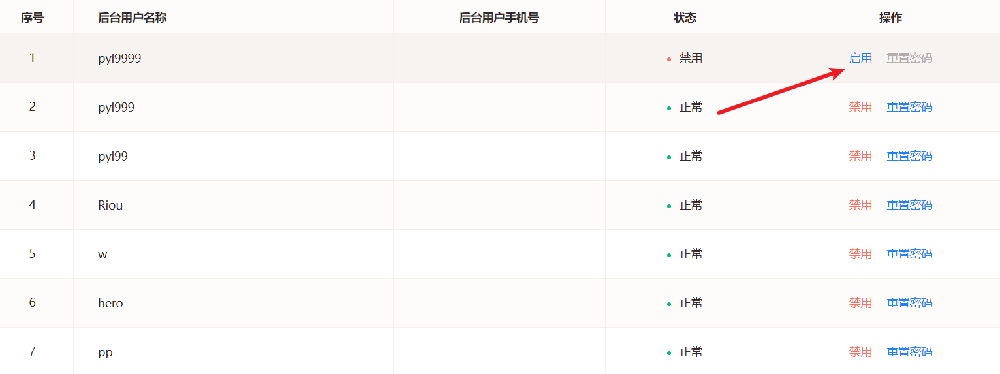 序号 后台用户名称 后台用户手机号 状态 操作
1 pyl9999 禁用 启用 重置密码
2 pyl999 正常 禁用 重置密码
3 pyl99 正常 禁用 重置密码
4 Riou 正常 禁用 重置密码
5 w 正常 禁用 重置密码
6 hero 正常 禁用 重置密码
7 pp 正常 禁用 重置密码